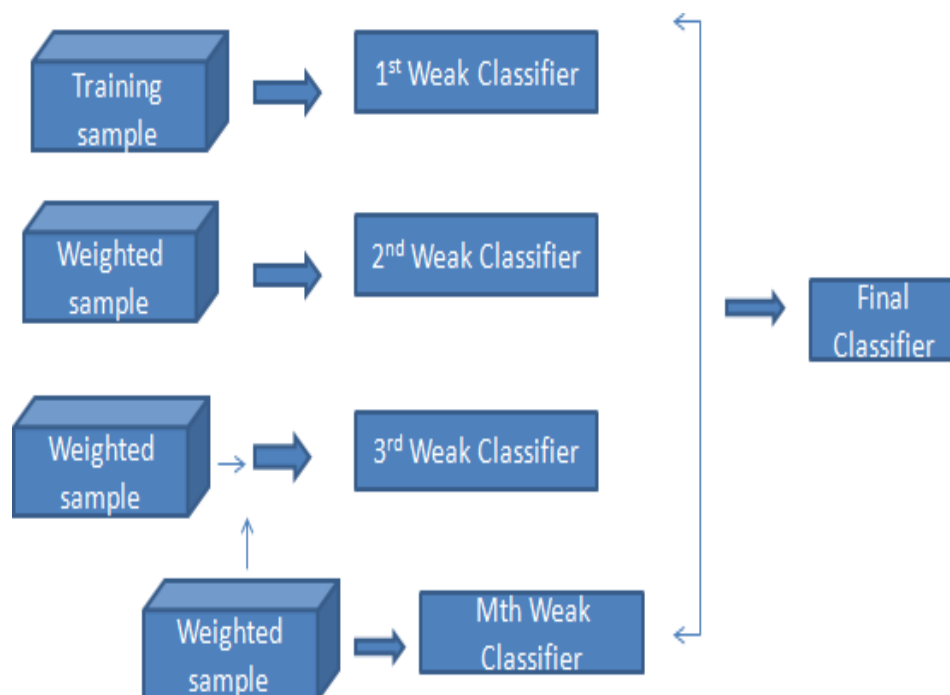 Training
sample
1st Weak Classifier
Weighted
sample
2nd Weak Classifier
Final
Classifier
Weighted
sample
3rd Weak Classifier
Weighted
sample
Mth Weak
Classifier